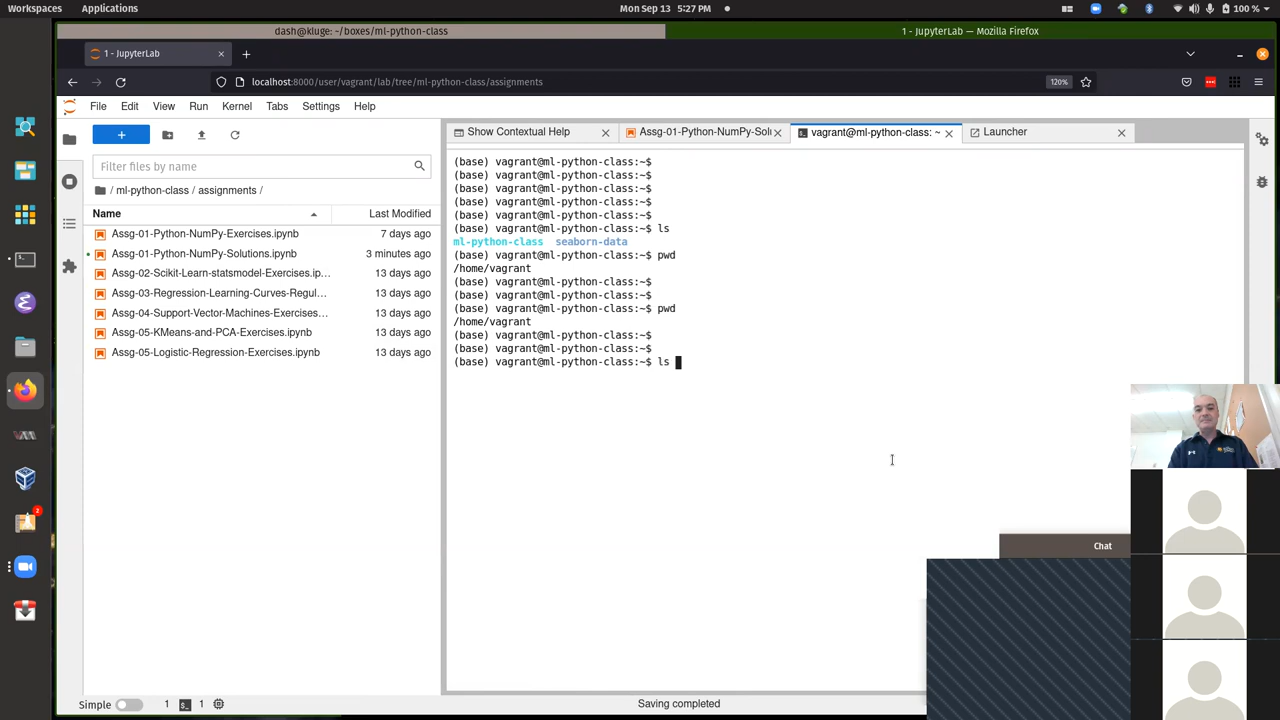 Workspaces Applications Mon Sep 13 5:27 PM 100 %
dash@kluge: ~/boxes/ml-python-class 1 - JupyterLab — Mozilla Firefox
1 - JupyterLab
localhost:8000/user/vagrant/lab/tree/ml-python-class/assignments 120%
File Edit View Run Kernel Tabs Settings Help
Show Contextual Help Assg-01-Python-NumPy-Solu vagrant@ml-python-class: ~ Launcher
Filter files by name
/ ml-python-class / assignments /
Name Last Modified
Assg-01-Python-NumPy-Exercises.ipynb 7 days ago
Assg-01-Python-NumPy-Solutions.ipynb 3 minutes ago
Assg-02-Scikit-Learn-statsmodel-Exercises.ip... 13 days ago
Assg-03-Regression-Learning-Curves-Regul... 13 days ago
Assg-04-Support-Vector-Machines-Exercises... 13 days ago
Assg-05-KMeans-and-PCA-Exercises.ipynb 13 days ago
Assg-05-Logistic-Regression-Exercises.ipynb 13 days ago
(base) vagrant@ml-python-class:~$
(base) vagrant@ml-python-class:~$
(base) vagrant@ml-python-class:~$
(base) vagrant@ml-python-class:~$
(base) vagrant@ml-python-class:~$
(base) vagrant@ml-python-class:~$ ls
ml-python-class seaborn-data
(base) vagrant@ml-python-class:~$ pwd
/home/vagrant
(base) vagrant@ml-python-class:~$
(base) vagrant@ml-python-class:~$
(base) vagrant@ml-python-class:~$ pwd
/home/vagrant
(base) vagrant@ml-python-class:~$
(base) vagrant@ml-python-class:~$
(base) vagrant@ml-python-class:~$ ls
2
Chat
Simple 1 $_ 1 Saving completed